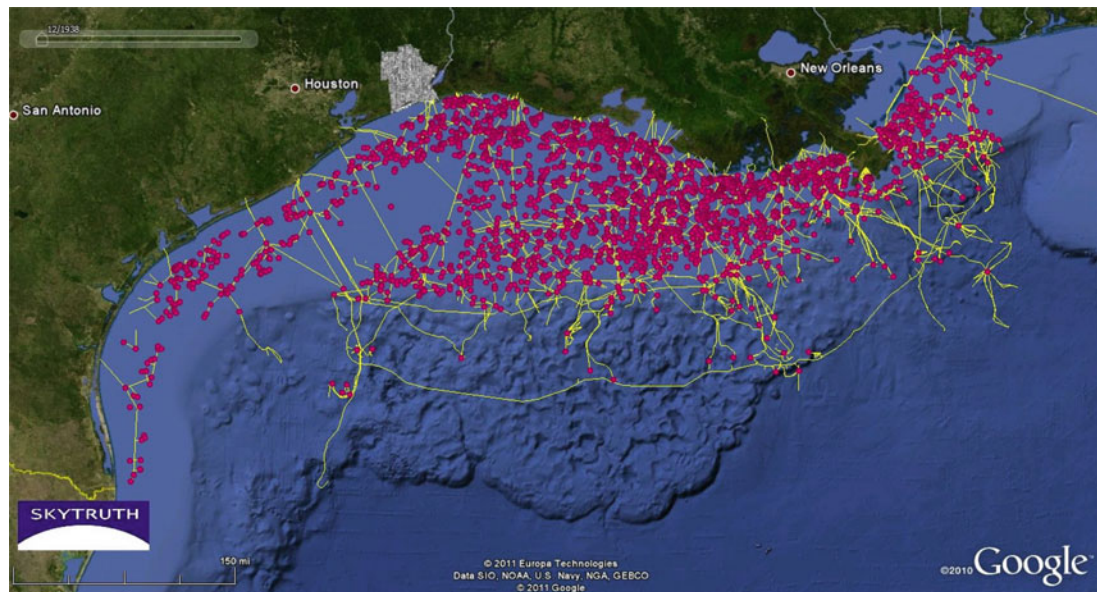 12/1938
Houston
San Antonio
New Orleans
SKYTRUTH
150 mi
© 2011 Europa Technologies
Data SIO, NOAA, U.S. Navy, NGA, GEBCO
© 2011 Google
©2010 Google